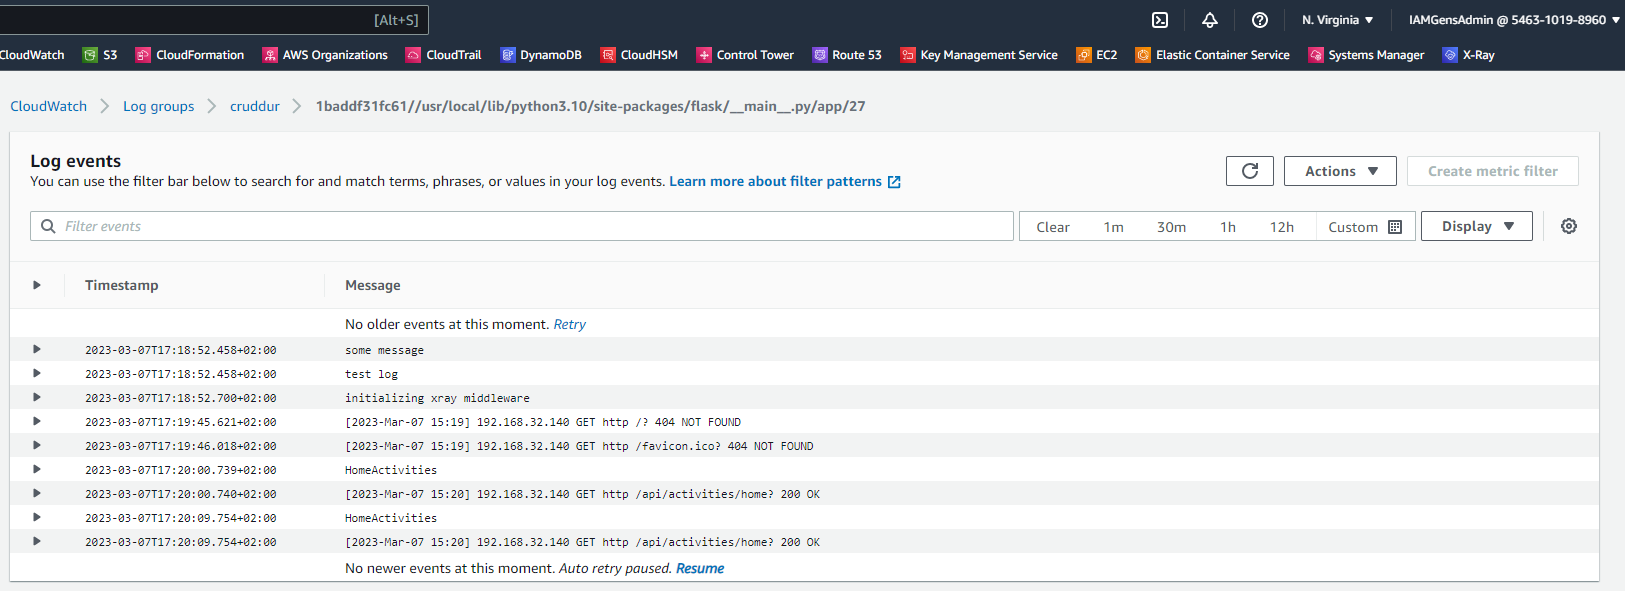 [Alt+S] N. Virginia IAMGensAdmin @ 5463-1019-8960
CloudWatch S3 CloudFormation AWS Organizations CloudTrail DynamoDB CloudHSM Control Tower Route 53 Key Management Service EC2 Elastic Container Service Systems Manager X-Ray
CloudWatch Log groups cruddur 1baddf31fc61//usr/local/lib/python3.10/site-packages/flask/__main__.py/app/27
Log events
You can use the filter bar below to search for and match terms, phrases, or values in your log events. Learn more about filter patterns
Actions Create metric filter
Filter events Clear 1m 30m 1h 12h Custom Display
Timestamp Message
No older events at this moment. Retry
2023-03-07T17:18:52.458+02:00 some message
2023-03-07T17:18:52.458+02:00 test log
2023-03-07T17:18:52.700+02:00 initializing xray middleware
2023-03-07T17:19:45.621+02:00 [2023-Mar-07 15:19] 192.168.32.140 GET http /? 404 NOT FOUND
2023-03-07T17:19:46.018+02:00 [2023-Mar-07 15:19] 192.168.32.140 GET http /favicon.ico? 404 NOT FOUND
2023-03-07T17:20:00.739+02:00 HomeActivities
2023-03-07T17:20:00.740+02:00 [2023-Mar-07 15:20] 192.168.32.140 GET http /api/activities/home? 200 OK
2023-03-07T17:20:09.754+02:00 HomeActivities
2023-03-07T17:20:09.754+02:00 [2023-Mar-07 15:20] 192.168.32.140 GET http /api/activities/home? 200 OK
No newer events at this moment. Auto retry paused. Resume